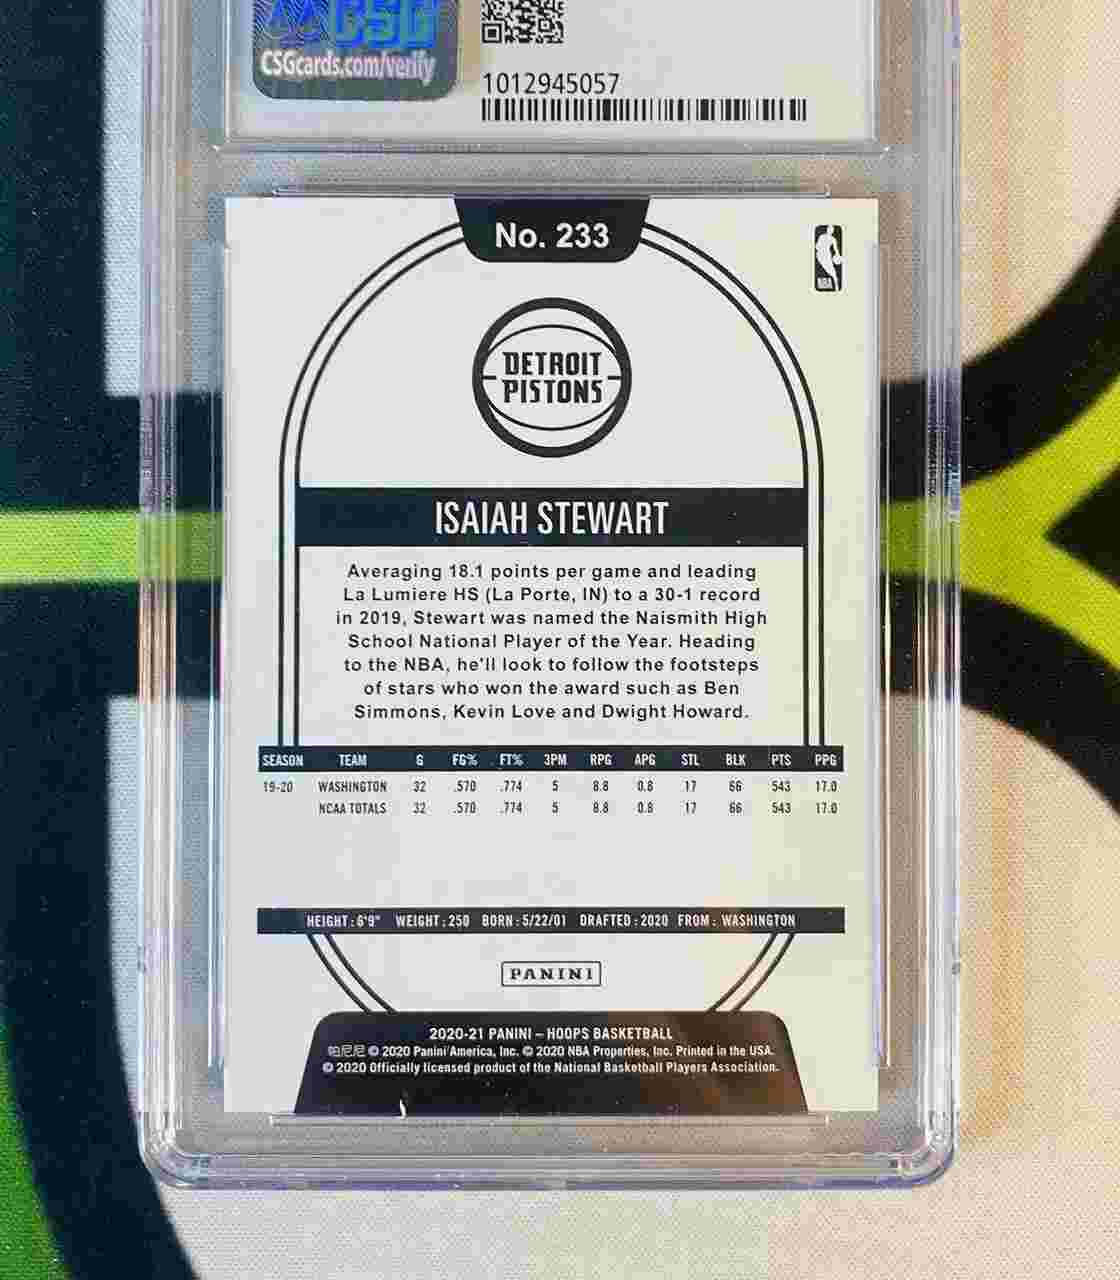 CSG
CSGcards.com/verify
1012945057
No. 233
NBA
DETROIT
PISTONS
ISAIAH STEWART
Averaging 18.1 points per game and leading
La Lumiere HS (La Porte, IN) to a 30-1 record
in 2019, Stewart was named the Naismith High
School National Player of the Year. Heading
to the NBA, he'll look to follow the footsteps
of stars who won the award such as Ben
Simmons, Kevin Love and Dwight Howard.
SEASON TEAM G FG% FT% 3PM RPG APG STL BLK PTS PPG
19-20 WASHINGTON 32 .570 .774 5 8.8 0.8 17 66 543 17.0
NCAA TOTALS 32 .570 .774 5 8.8 0.8 17 66 543 17.0
HEIGHT : 6'9" WEIGHT : 250 BORN : 5/22/01 DRAFTED : 2020 FROM : WASHINGTON
PANINI
2020-21 PANINI – HOOPS BASKETBALL
帕尼尼 © 2020 Panini America, Inc. © 2020 NBA Properties, Inc. Printed in the USA.
© 2020 Officially licensed product of the National Basketball Players Association.